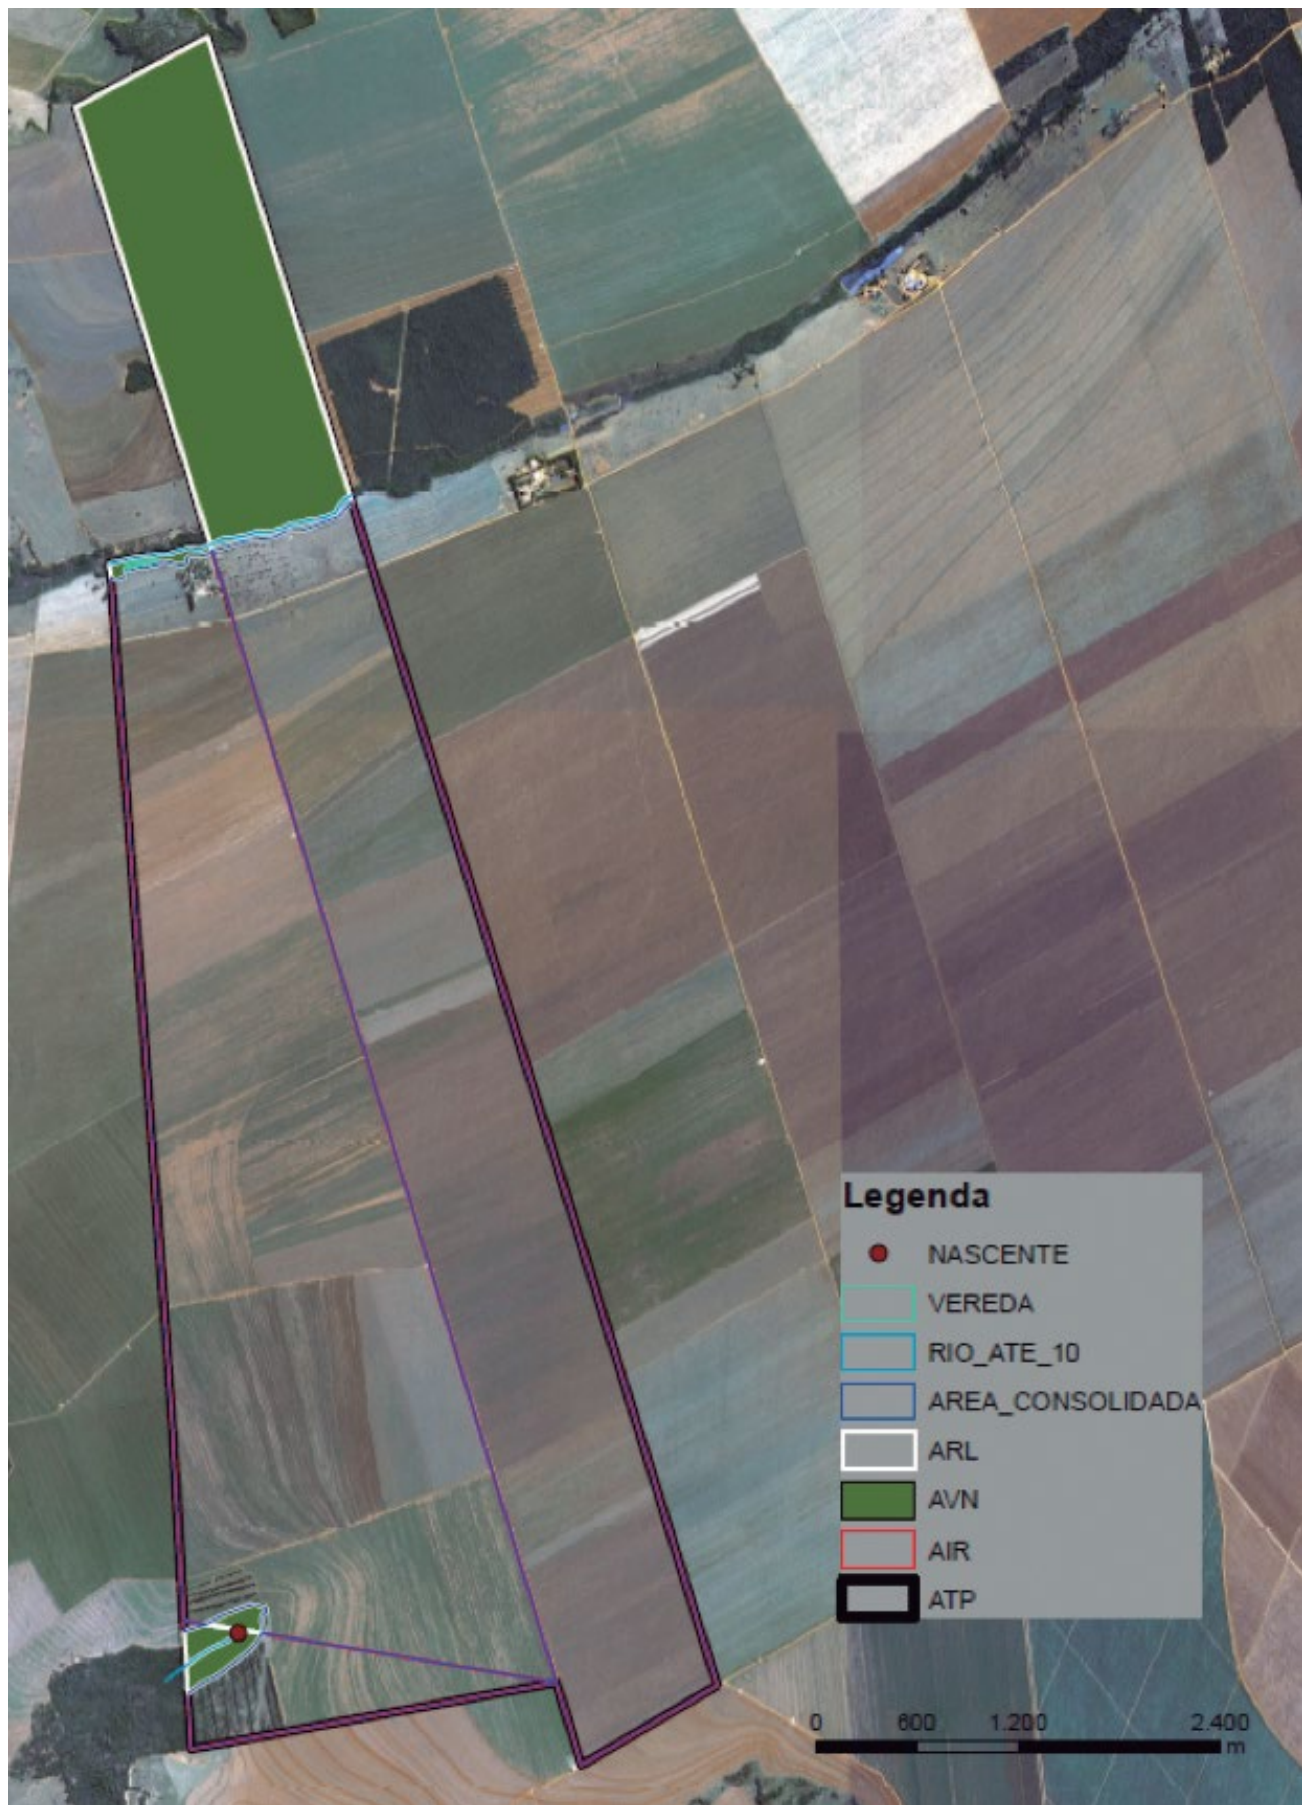 Legenda
NASCENTE
VEREDA
RIO_ATE_10
AREA_CONSOLIDADA
ARL
AVN
AIR
ATP
0 600 1.200 2.400
m